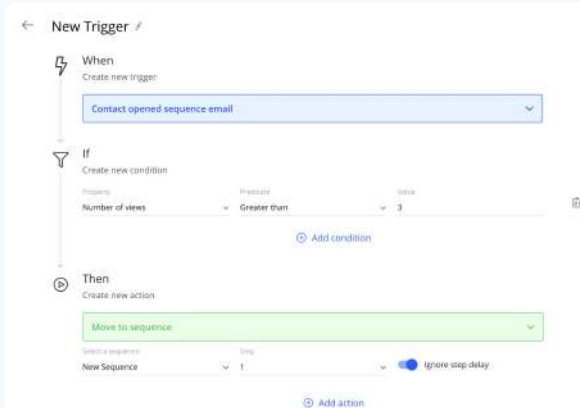 New Trigger
When
Create new trigger
Contact opened sequence email
If
Create new condition
Property Predicate Value
Number of views Greater than 3
Add condition
Then
Create new action
Move to sequence
Select a sequence Step
New Sequence 1 Ignore step delay
Add action